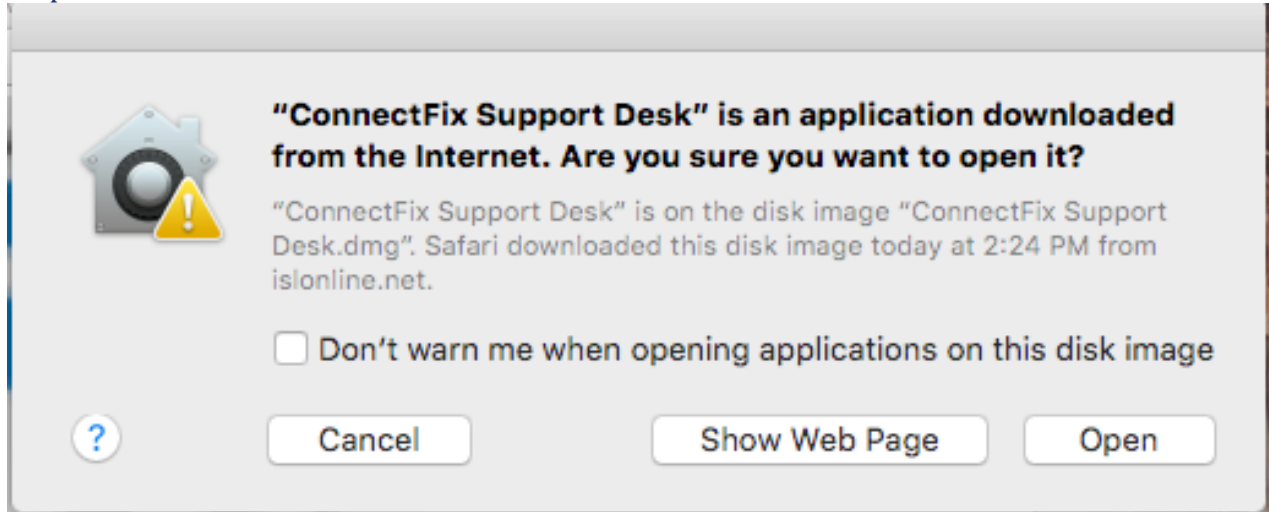 “ConnectFix Support Desk” is an application downloaded
from the Internet. Are you sure you want to open it?
“ConnectFix Support Desk” is on the disk image “ConnectFix Support
Desk.dmg”. Safari downloaded this disk image today at 2:24 PM from
islonline.net.
Don’t warn me when opening applications on this disk image
? Cancel Show Web Page Open